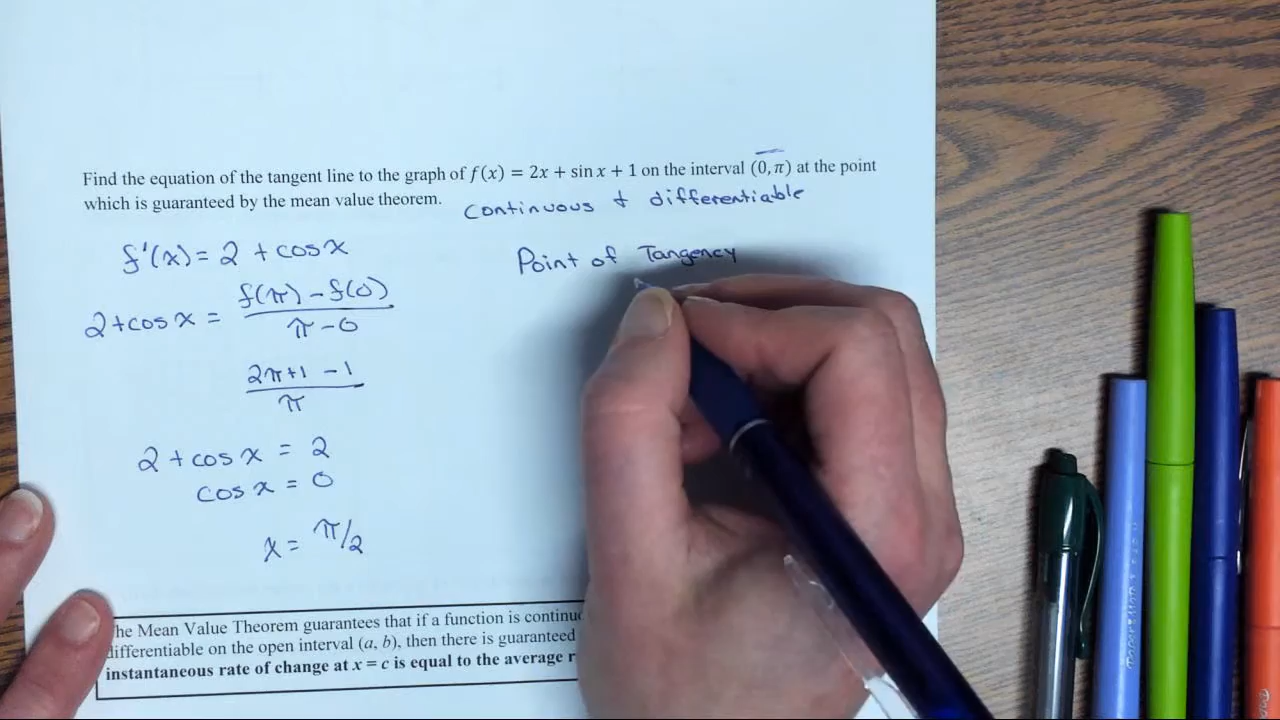 Find the equation of the tangent line to the graph of f(x) = 2x + sin x + 1 on the interval (0, π) at the point
which is guaranteed by the mean value theorem.
continuous + differentiable
f'(x) = 2 + cos x
2 + cos x = f(π) - f(0) / π - 0
2π+1 - 1 / π
2 + cos x = 2
cos x = 0
x = π/2
Point of Tangency
he Mean Value Theorem guarantees that if a function is continu
differentiable on the open interval (a, b), then there is guaranteed
instantaneous rate of change at x = c is equal to the average r